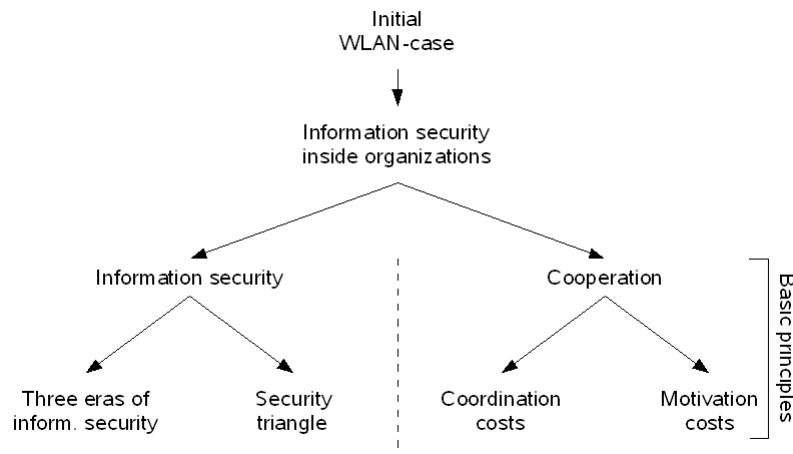 Initial
WLAN-case
Information security
inside organizations
Information security
Cooperation
Three eras of
inform. security
Security
triangle
Coordination
costs
Motivation
costs
Basic principles